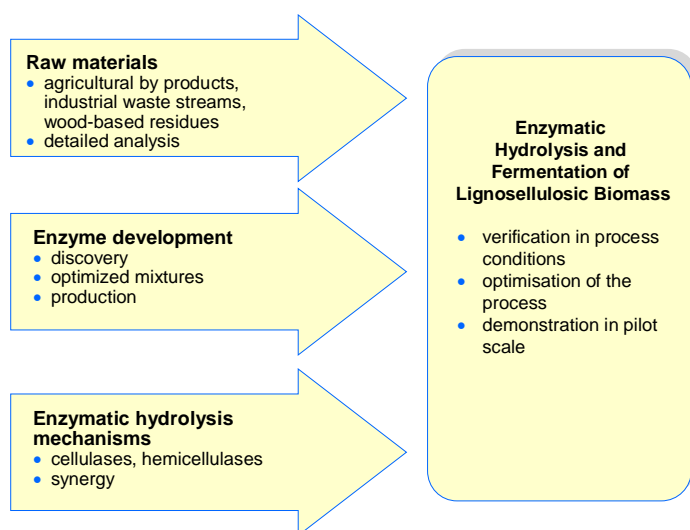 Raw materials
• agricultural by products,
industrial waste streams,
wood-based residues
• detailed analysis
Enzyme development
• discovery
• optimized mixtures
• production
Enzymatic hydrolysis
mechanisms
• cellulases, hemicellulases
• synergy
Enzymatic
Hydrolysis and
Fermentation of
Lignosellulosic Biomass
• verification in process
conditions
• optimisation of the
process
• demonstration in pilot
scale